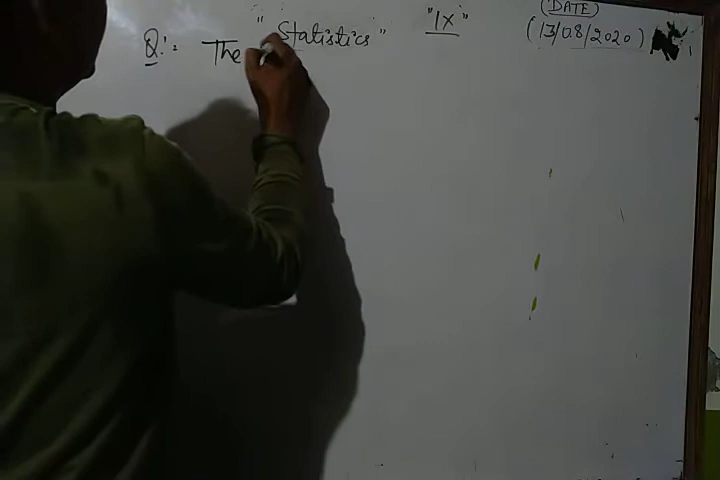 "Statistics" "IX" (DATE)
Q:- The (13/08/2020)